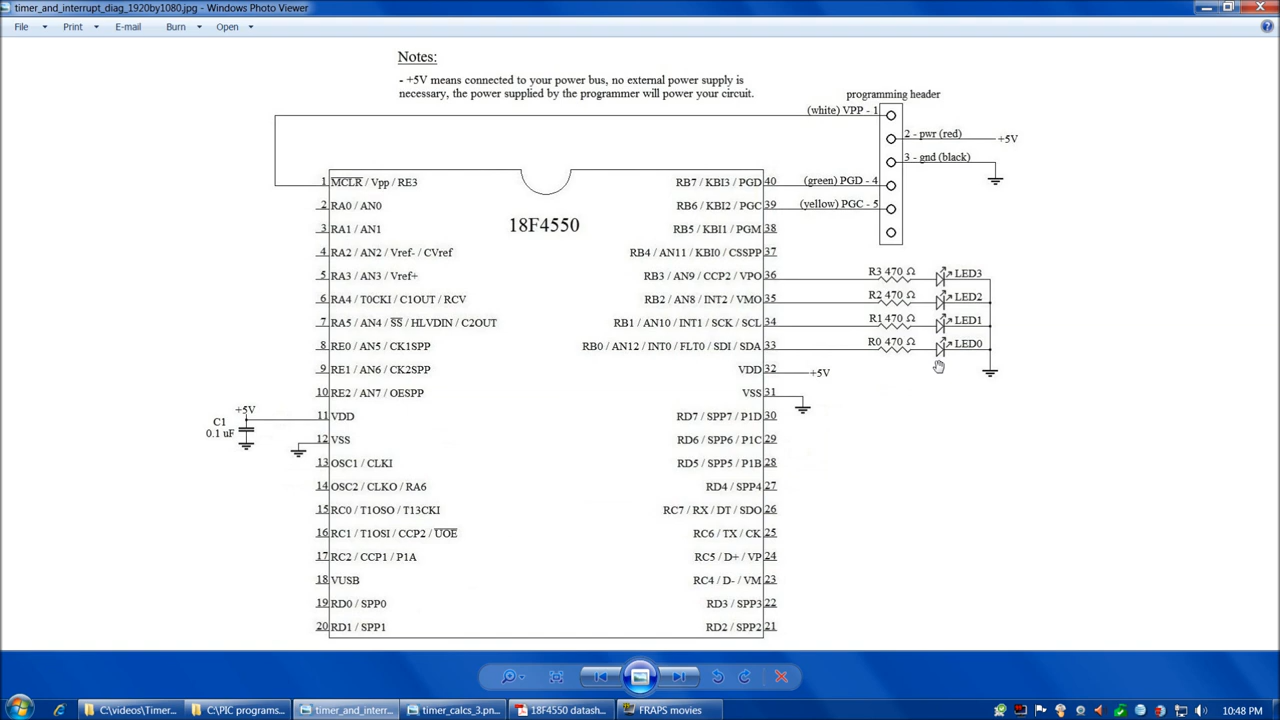 timer_and_interrupt_diag_1920by1080.jpg - Windows Photo Viewer
File Print E-mail Burn Open
Notes:
- +5V means connected to your power bus, no external power supply is
necessary, the power supplied by the programmer will power your circuit.
programming header
(white) VPP - 1
2 - pwr (red) +5V
3 - gnd (black)
(green) PGD - 4
(yellow) PGC - 5
18F4550
1 MCLR / Vpp / RE3
2 RA0 / AN0
3 RA1 / AN1
4 RA2 / AN2 / Vref- / CVref
5 RA3 / AN3 / Vref+
6 RA4 / T0CKI / C1OUT / RCV
7 RA5 / AN4 / SS / HLVDIN / C2OUT
8 RE0 / AN5 / CK1SPP
9 RE1 / AN6 / CK2SPP
10 RE2 / AN7 / OESPP
11 VDD
12 VSS
13 OSC1 / CLKI
14 OSC2 / CLKO / RA6
15 RC0 / T1OSO / T13CKI
16 RC1 / T1OSI / CCP2 / UOE
17 RC2 / CCP1 / P1A
18 VUSB
19 RD0 / SPP0
20 RD1 / SPP1
+5V
C1
0.1 uF
RB7 / KBI3 / PGD 40
RB6 / KBI2 / PGC 39
RB5 / KBI1 / PGM 38
RB4 / AN11 / KBI0 / CSSPP 37
RB3 / AN9 / CCP2 / VPO 36
RB2 / AN8 / INT2 / VMO 35
RB1 / AN10 / INT1 / SCK / SCL 34
RB0 / AN12 / INT0 / FLT0 / SDI / SDA 33
VDD 32 +5V
VSS 31
RD7 / SPP7 / P1D 30
RD6 / SPP6 / P1C 29
RD5 / SPP5 / P1B 28
RD4 / SPP4 27
RC7 / RX / DT / SDO 26
RC6 / TX / CK 25
RC5 / D+ / VP 24
RC4 / D- / VM 23
RD3 / SPP3 22
RD2 / SPP2 21
R3 470 Ω LED3
R2 470 Ω LED2
R1 470 Ω LED1
R0 470 Ω LED0
C:\videos\Timer... C:\PIC programs... timer_and_interr... timer_calcs_3.pn... 18F4550 datash... FRAPS movies 10:48 PM